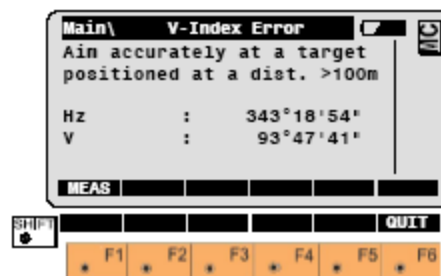 Main\ V-Index Error MC
Aim accurately at a target
positioned at a dist. >100m
Hz : 343°18'54"
V : 93°47'41"
MEAS
SHIFT QUIT
F1 F2 F3 F4 F5 F6